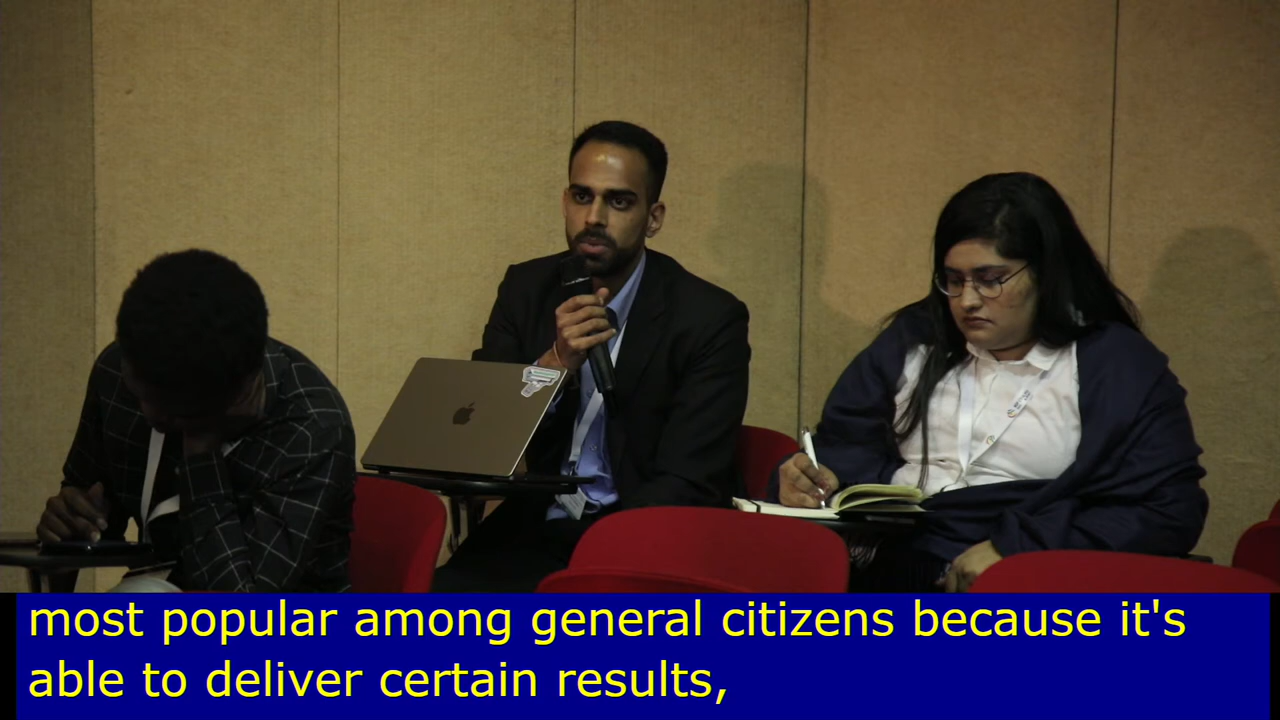 most popular among general citizens because it's
able to deliver certain results,